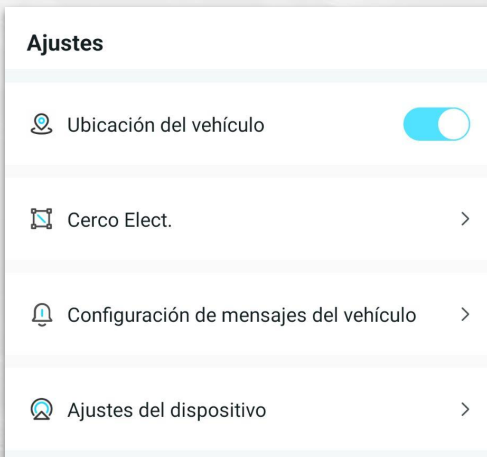 Ajustes
Ubicación del vehículo
Cerco Elect.
Configuración de mensajes del vehículo
Ajustes del dispositivo